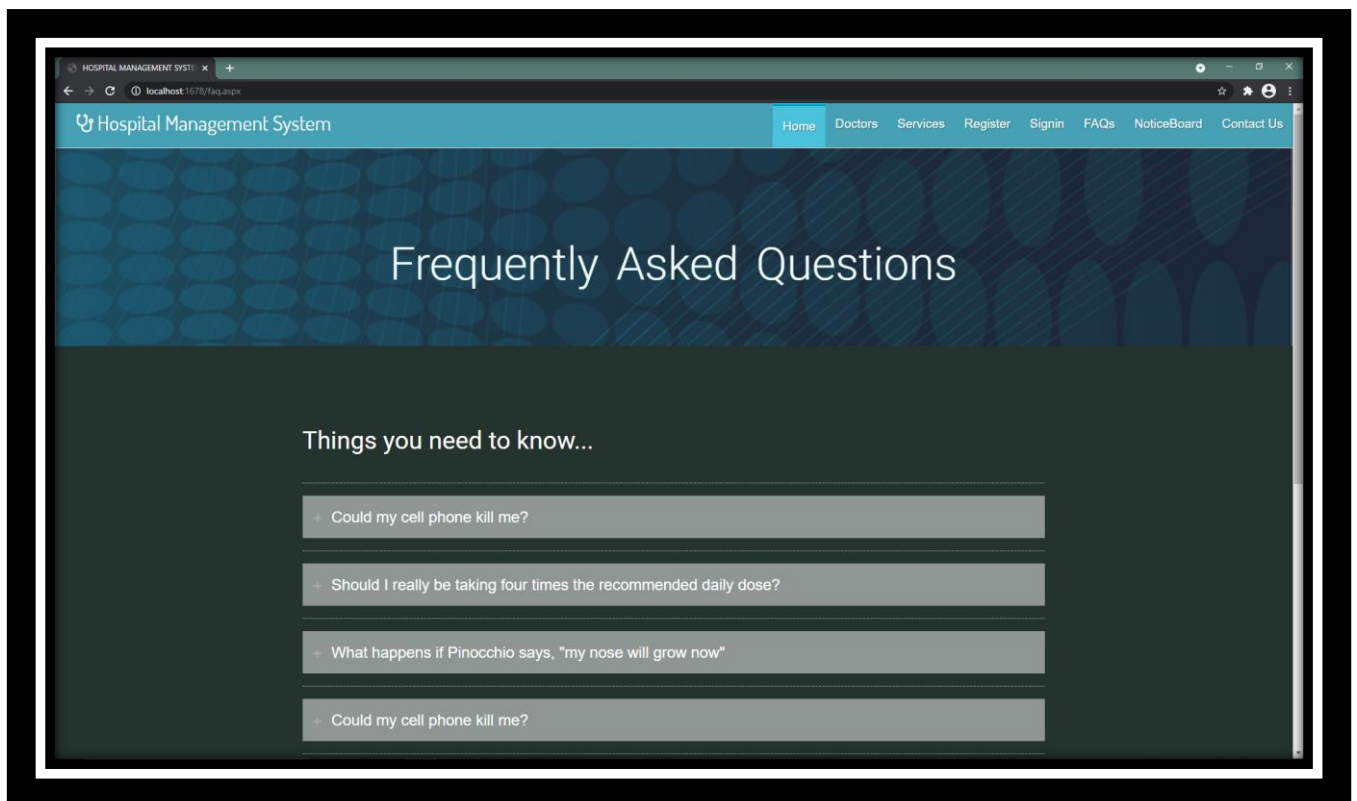 HOSPITAL MANAGEMENT SYSTE
localhost:1678/faq.aspx
Hospital Management System
Home Doctors Services Register Signin FAQs NoticeBoard Contact Us
Frequently Asked Questions
Things you need to know...
+ Could my cell phone kill me?
+ Should I really be taking four times the recommended daily dose?
+ What happens if Pinocchio says, "my nose will grow now"
+ Could my cell phone kill me?